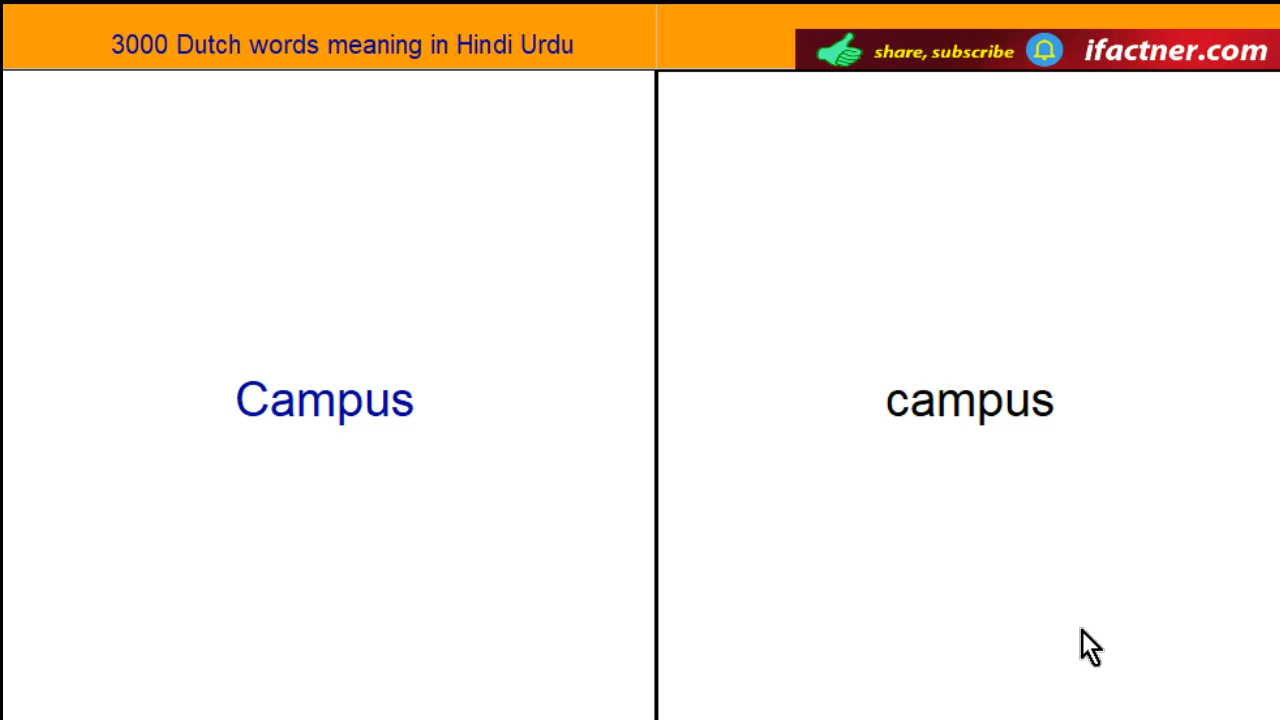 3000 Dutch words meaning in Hindi Urdu
share, subscribe
ifactner.com
Campus
campus